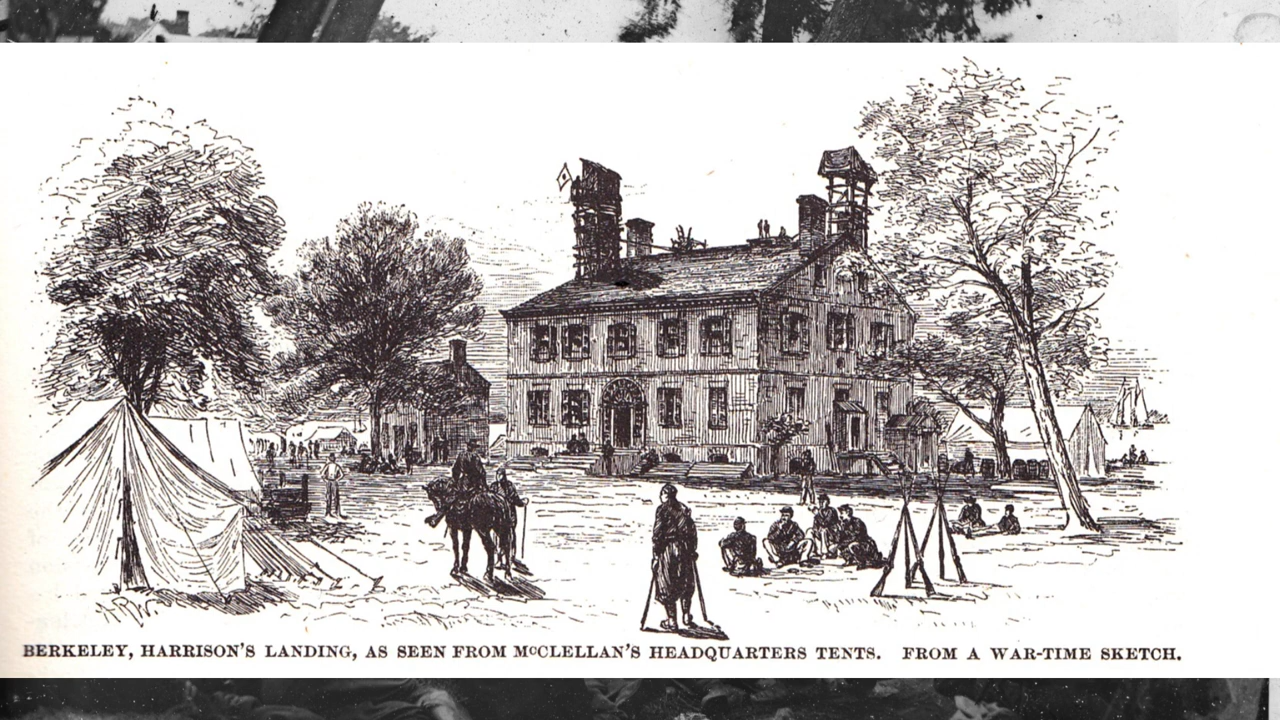 BERKELEY, HARRISON'S LANDING, AS SEEN FROM MCCLELLAN'S HEADQUARTERS TENTS. FROM A WAR-TIME SKETCH.